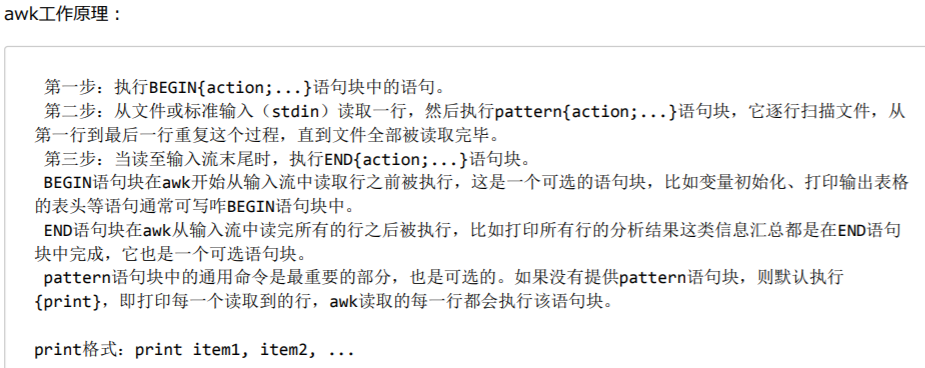 awk工作原理：
第一步：执行BEGIN{action;...}语句块中的语句。
第二步：从文件或标准输入（stdin）读取一行，然后执行pattern{action;...}语句块，它逐行扫描文件，从
第一行到最后一行重复这个过程，直到文件全部被读取完毕。
第三步：当读至输入流末尾时，执行END{action;...}语句块。
BEGIN语句块在awk开始从输入流中读取行之前被执行，这是一个可选的语句块，比如变量初始化、打印输出表格
的表头等语句通常可写咋BEGIN语句块中。
END语句块在awk从输入流中读完所有的行之后被执行，比如打印所有行的分析结果这类信息汇总都是在END语句
块中完成，它也是一个可选语句块。
pattern语句块中的通用命令是最重要的部分，也是可选的。如果没有提供pattern语句块，则默认执行
{print}，即打印每一个读取到的行，awk读取的每一行都会执行该语句块。
print格式：print item1, item2, ...